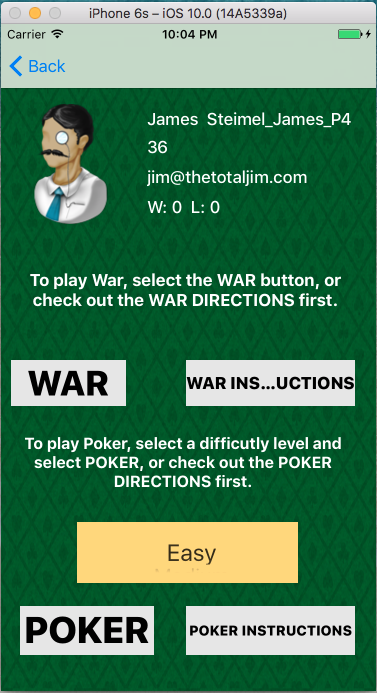 iPhone 6s – iOS 10.0 (14A5339a)
Carrier 10:04 PM
Back
James Steimel_James_P4
36
jim@thetotaljim.com
W: 0 L: 0
To play War, select the WAR button, or
check out the WAR DIRECTIONS first.
WAR WAR INS...UCTIONS
To play Poker, select a difficutly level and
select POKER, or check out the POKER
DIRECTIONS first.
Easy
POKER POKER INSTRUCTIONS